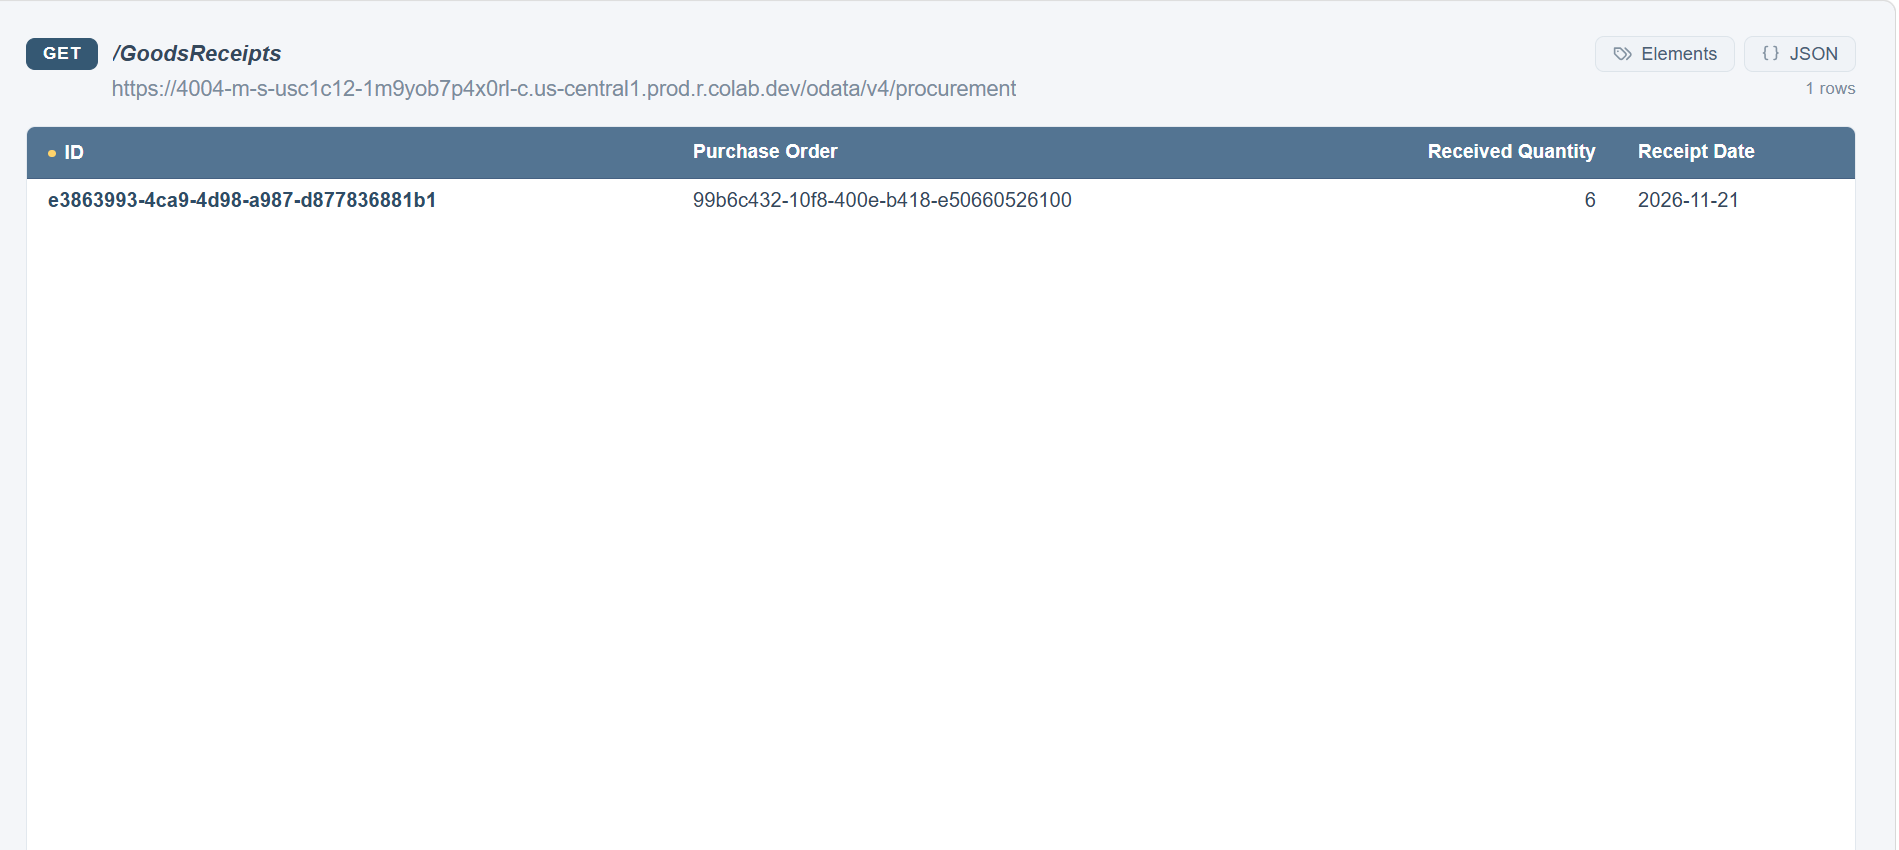 GET /GoodsReceipts
Elements
{ } JSON
https://4004-m-s-usc1c12-1m9yob7p4x0rl-c.us-central1.prod.r.colab.dev/odata/v4/procurement
1 rows
ID Purchase Order Received Quantity Receipt Date
e3863993-4ca9-4d98-a987-d877836881b1 99b6c432-10f8-400e-b418-e50660526100 6 2026-11-21